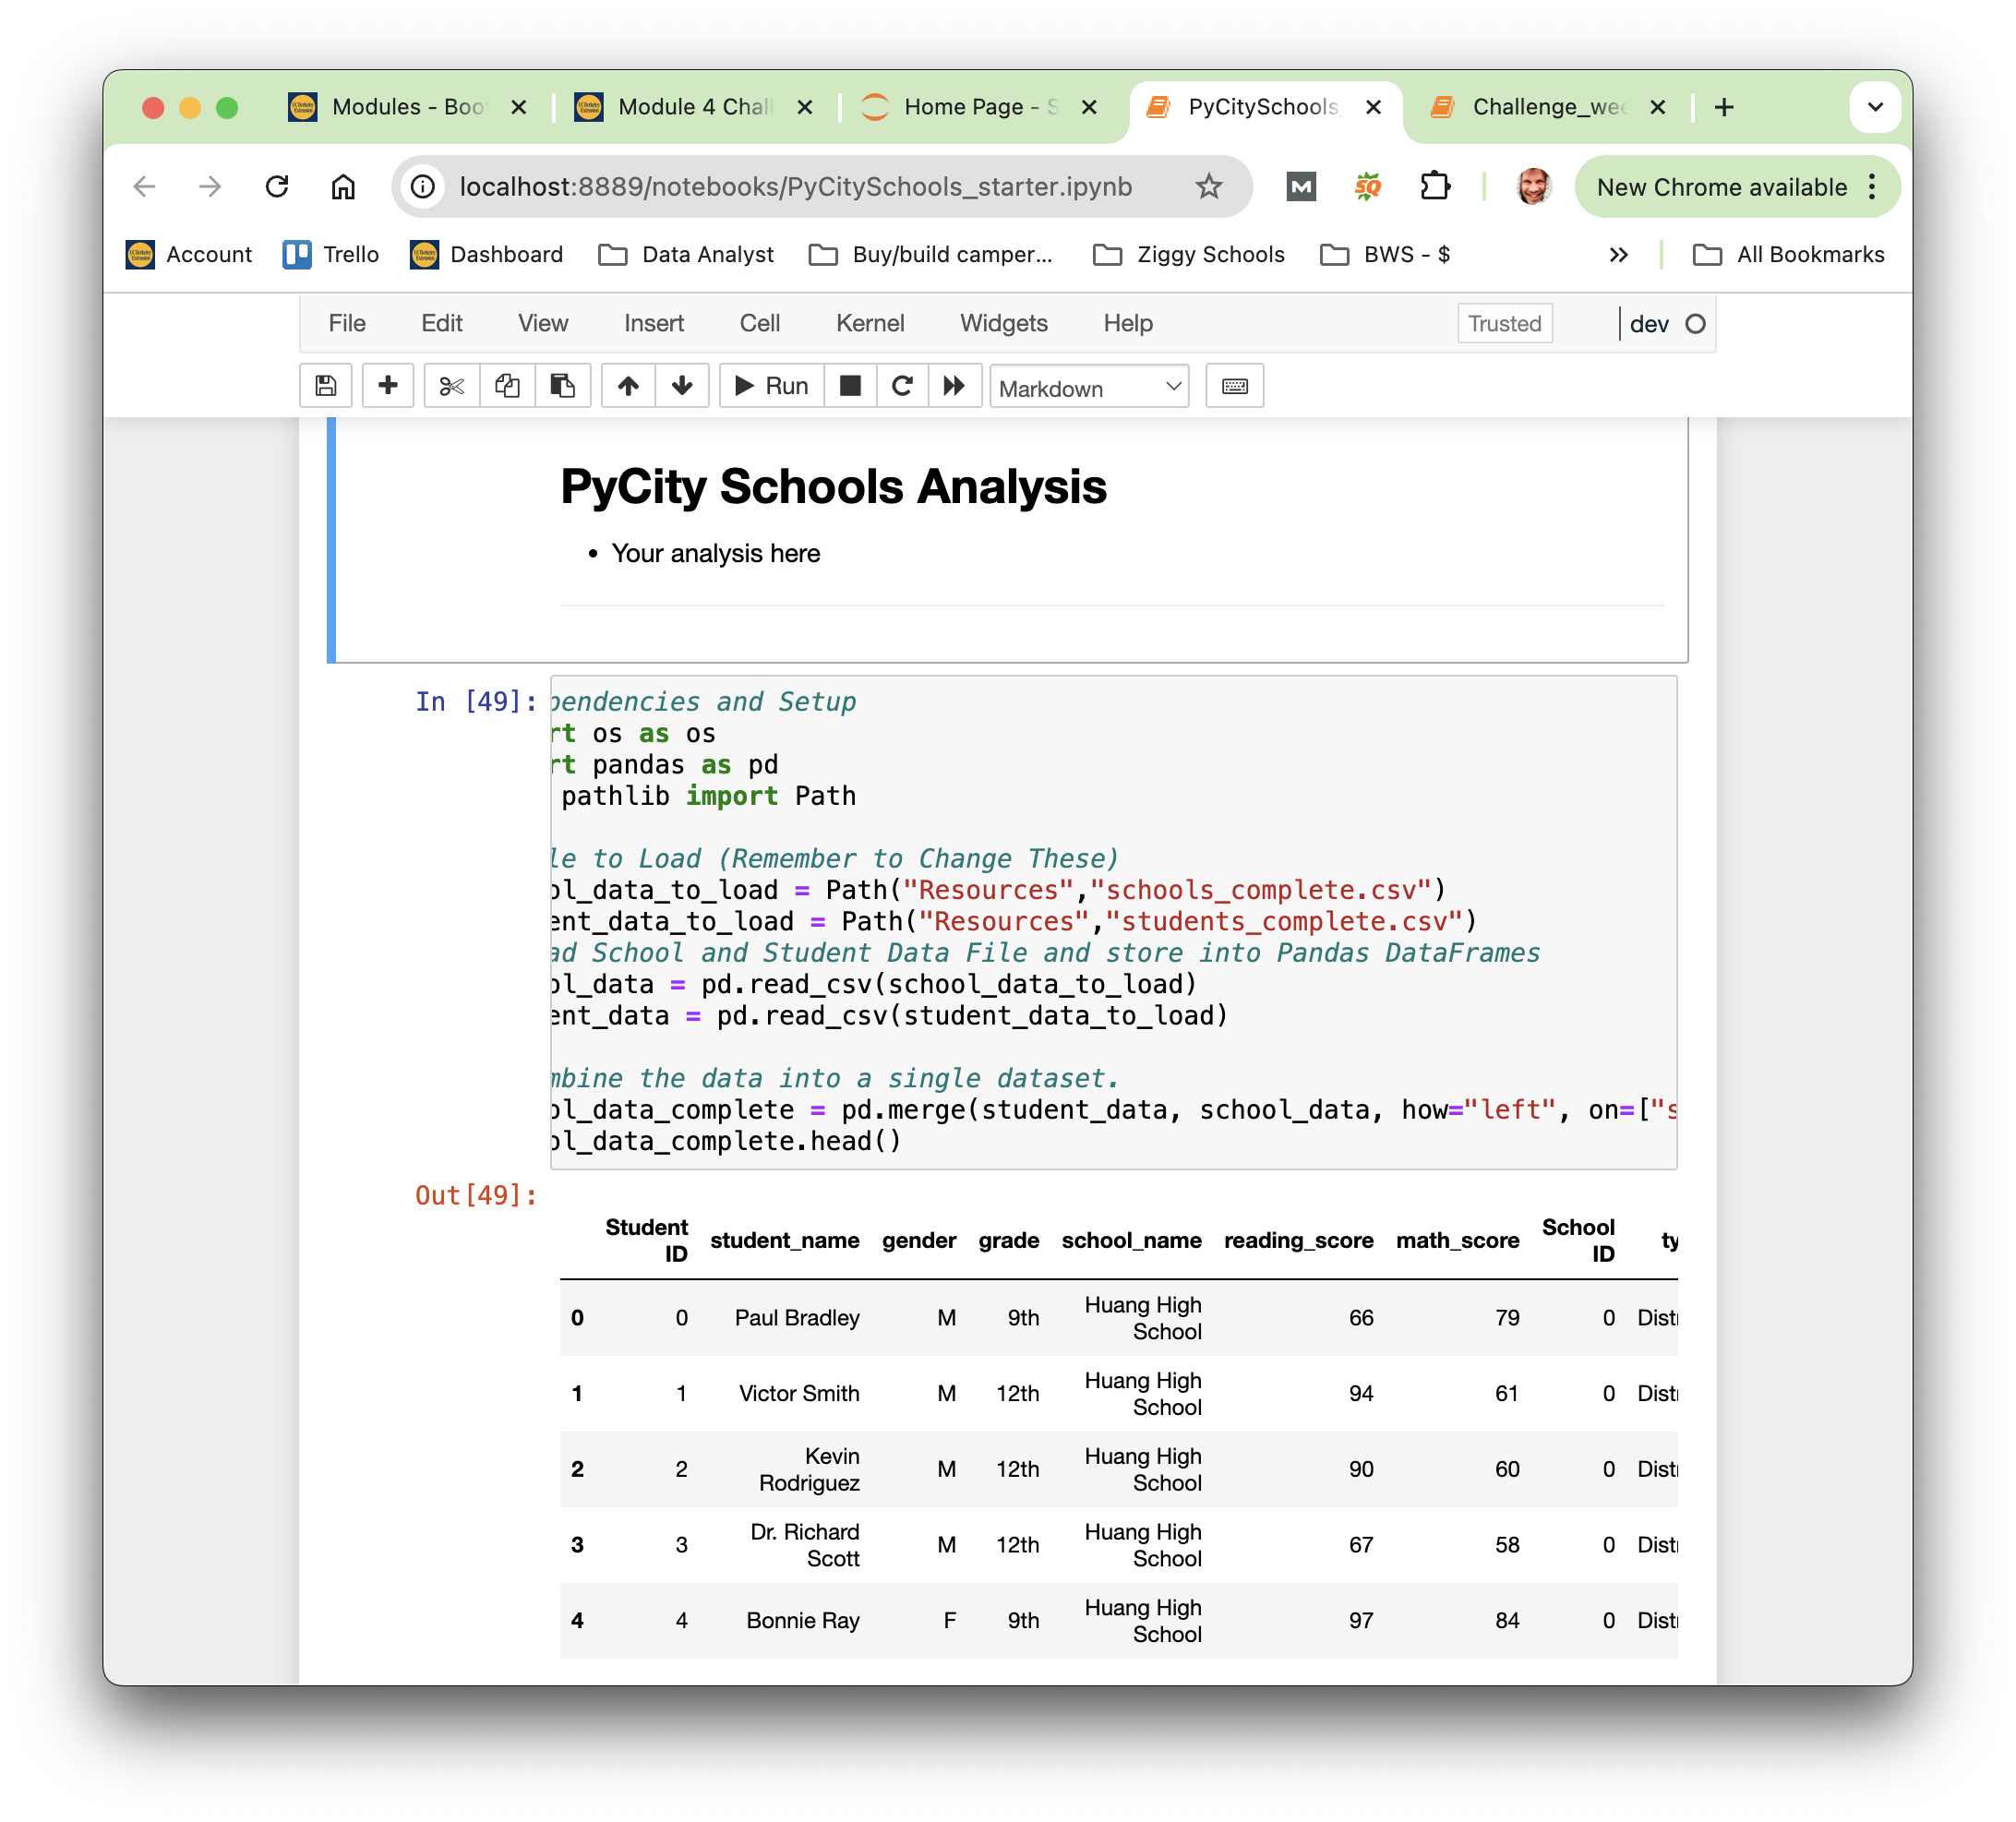 Modules - Boo
Module 4 Chall
Home Page - S
PyCitySchools_
Challenge_wee
localhost:8889/notebooks/PyCitySchools_starter.ipynb
New Chrome available
Account
Trello
Dashboard
Data Analyst
Buy/build camper...
Ziggy Schools
BWS - $
All Bookmarks
File Edit View Insert Cell Kernel Widgets Help
Trusted
dev
Run
Markdown
PyCity Schools Analysis
• Your analysis here
In [49]:
pendencies and Setup
rt os as os
rt pandas as pd
pathlib import Path
le to Load (Remember to Change These)
ol_data_to_load = Path("Resources","schools_complete.csv")
ent_data_to_load = Path("Resources","students_complete.csv")
ad School and Student Data File and store into Pandas DataFrames
ol_data = pd.read_csv(school_data_to_load)
ent_data = pd.read_csv(student_data_to_load)
mbine the data into a single dataset.
ol_data_complete = pd.merge(student_data, school_data, how="left", on=["s
ol_data_complete.head()
Out[49]:
Student ID student_name gender grade school_name reading_score math_score School ID ty
0 0 Paul Bradley M 9th Huang High School 66 79 0 Distr
1 1 Victor Smith M 12th Huang High School 94 61 0 Distr
2 2 Kevin Rodriguez M 12th Huang High School 90 60 0 Distr
3 3 Dr. Richard Scott M 12th Huang High School 67 58 0 Distr
4 4 Bonnie Ray F 9th Huang High School 97 84 0 Distr